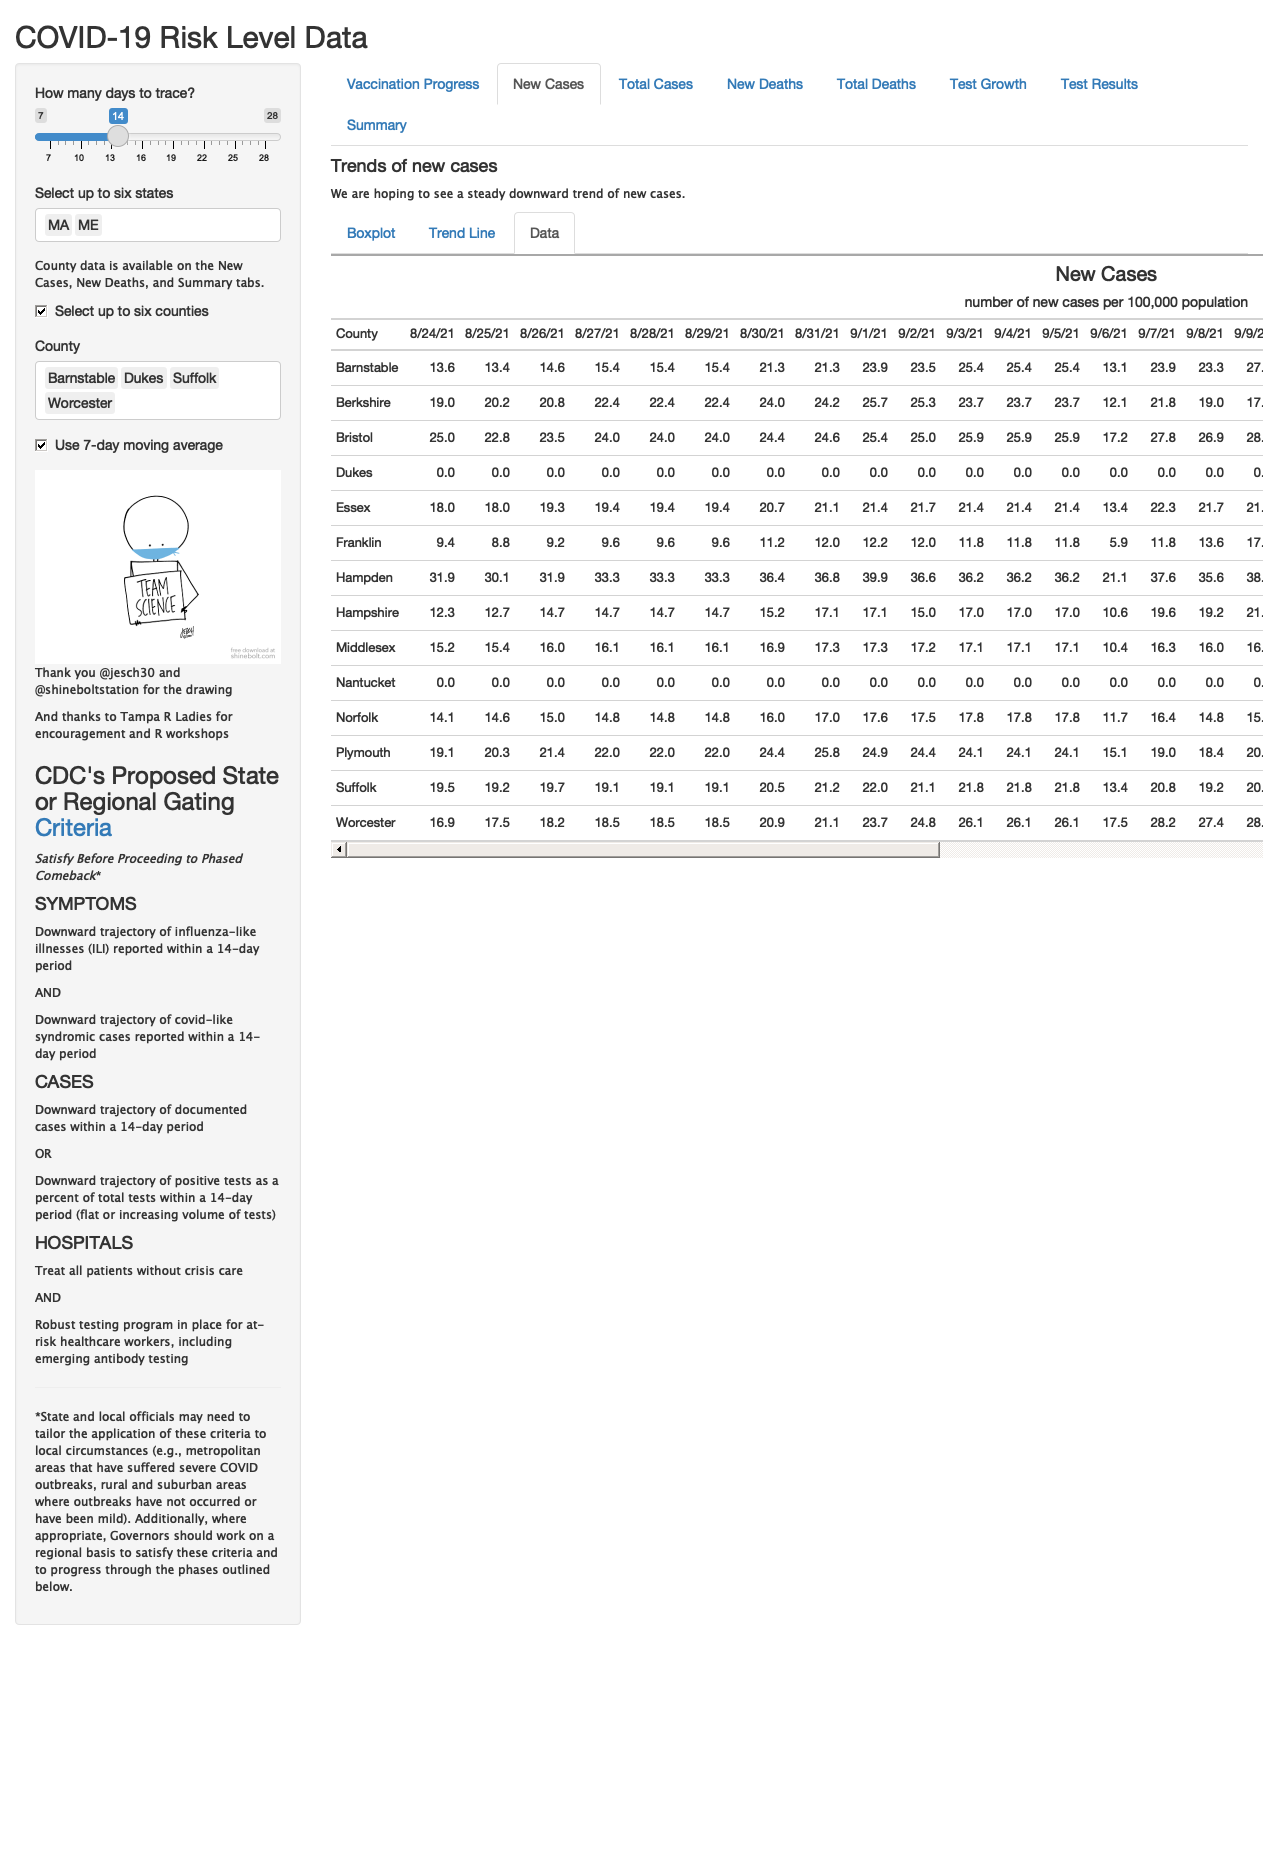 COVID-19 Risk Level Data
How many days to trace?
7 14 28
7 10 13 16 19 22 25 28
Select up to six states
MA ME
County data is available on the New
Cases, New Deaths, and Summary tabs.
Select up to six counties
County
Barnstable Dukes Suffolk
Worcester
Use 7-day moving average
TEAM
SCIENCE
free download at
shinebolt.com
Thank you @jesch30 and
@shineboltstation for the drawing
And thanks to Tampa R Ladies for
encouragement and R workshops
CDC's Proposed State
or Regional Gating
Criteria
Satisfy Before Proceeding to Phased
Comeback*
SYMPTOMS
Downward trajectory of influenza-like
illnesses (ILI) reported within a 14-day
period
AND
Downward trajectory of covid-like
syndromic cases reported within a 14-
day period
CASES
Downward trajectory of documented
cases within a 14-day period
OR
Downward trajectory of positive tests as a
percent of total tests within a 14-day
period (flat or increasing volume of tests)
HOSPITALS
Treat all patients without crisis care
AND
Robust testing program in place for at-
risk healthcare workers, including
emerging antibody testing
*State and local officials may need to
tailor the application of these criteria to
local circumstances (e.g., metropolitan
areas that have suffered severe COVID
outbreaks, rural and suburban areas
where outbreaks have not occurred or
have been mild). Additionally, where
appropriate, Governors should work on a
regional basis to satisfy these criteria and
to progress through the phases outlined
below.
Vaccination Progress New Cases Total Cases New Deaths Total Deaths Test Growth Test Results
Summary
Trends of new cases
We are hoping to see a steady downward trend of new cases.
Boxplot Trend Line Data
New Cases
number of new cases per 100,000 population
County 8/24/21 8/25/21 8/26/21 8/27/21 8/28/21 8/29/21 8/30/21 8/31/21 9/1/21 9/2/21 9/3/21 9/4/21 9/5/21 9/6/21 9/7/21 9/8/21 9/9/2
Barnstable 13.6 13.4 14.6 15.4 15.4 15.4 21.3 21.3 23.9 23.5 25.4 25.4 25.4 13.1 23.9 23.3 27.
Berkshire 19.0 20.2 20.8 22.4 22.4 22.4 24.0 24.2 25.7 25.3 23.7 23.7 23.7 12.1 21.8 19.0 17.
Bristol 25.0 22.8 23.5 24.0 24.0 24.0 24.4 24.6 25.4 25.0 25.9 25.9 25.9 17.2 27.8 26.9 28.
Dukes 0.0 0.0 0.0 0.0 0.0 0.0 0.0 0.0 0.0 0.0 0.0 0.0 0.0 0.0 0.0 0.0 0.
Essex 18.0 18.0 19.3 19.4 19.4 19.4 20.7 21.1 21.4 21.7 21.4 21.4 21.4 13.4 22.3 21.7 21.
Franklin 9.4 8.8 9.2 9.6 9.6 9.6 11.2 12.0 12.2 12.0 11.8 11.8 11.8 5.9 11.8 13.6 17.
Hampden 31.9 30.1 31.9 33.3 33.3 33.3 36.4 36.8 39.9 36.6 36.2 36.2 36.2 21.1 37.6 35.6 38.
Hampshire 12.3 12.7 14.7 14.7 14.7 14.7 15.2 17.1 17.1 15.0 17.0 17.0 17.0 10.6 19.6 19.2 21.
Middlesex 15.2 15.4 16.0 16.1 16.1 16.1 16.9 17.3 17.3 17.2 17.1 17.1 17.1 10.4 16.3 16.0 16.
Nantucket 0.0 0.0 0.0 0.0 0.0 0.0 0.0 0.0 0.0 0.0 0.0 0.0 0.0 0.0 0.0 0.0 0.
Norfolk 14.1 14.6 15.0 14.8 14.8 14.8 16.0 17.0 17.6 17.5 17.8 17.8 17.8 11.7 16.4 14.8 15.
Plymouth 19.1 20.3 21.4 22.0 22.0 22.0 24.4 25.8 24.9 24.4 24.1 24.1 24.1 15.1 19.0 18.4 20.
Suffolk 19.5 19.2 19.7 19.1 19.1 19.1 20.5 21.2 22.0 21.1 21.8 21.8 21.8 13.4 20.8 19.2 20.
Worcester 16.9 17.5 18.2 18.5 18.5 18.5 20.9 21.1 23.7 24.8 26.1 26.1 26.1 17.5 28.2 27.4 28.